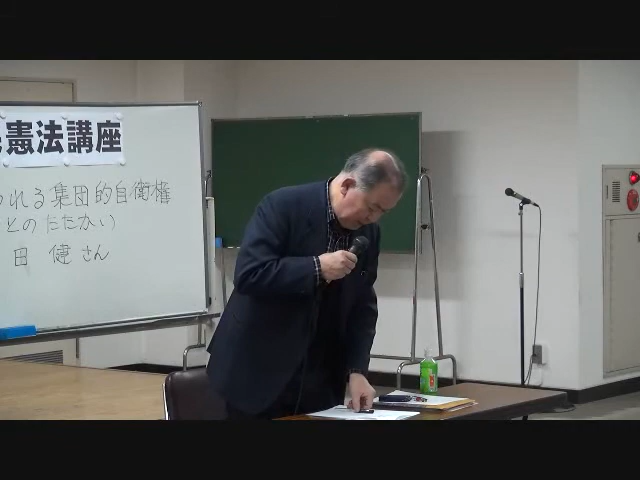 憲法講座
れる集団的自衛権
とのたたかい
田 健さん